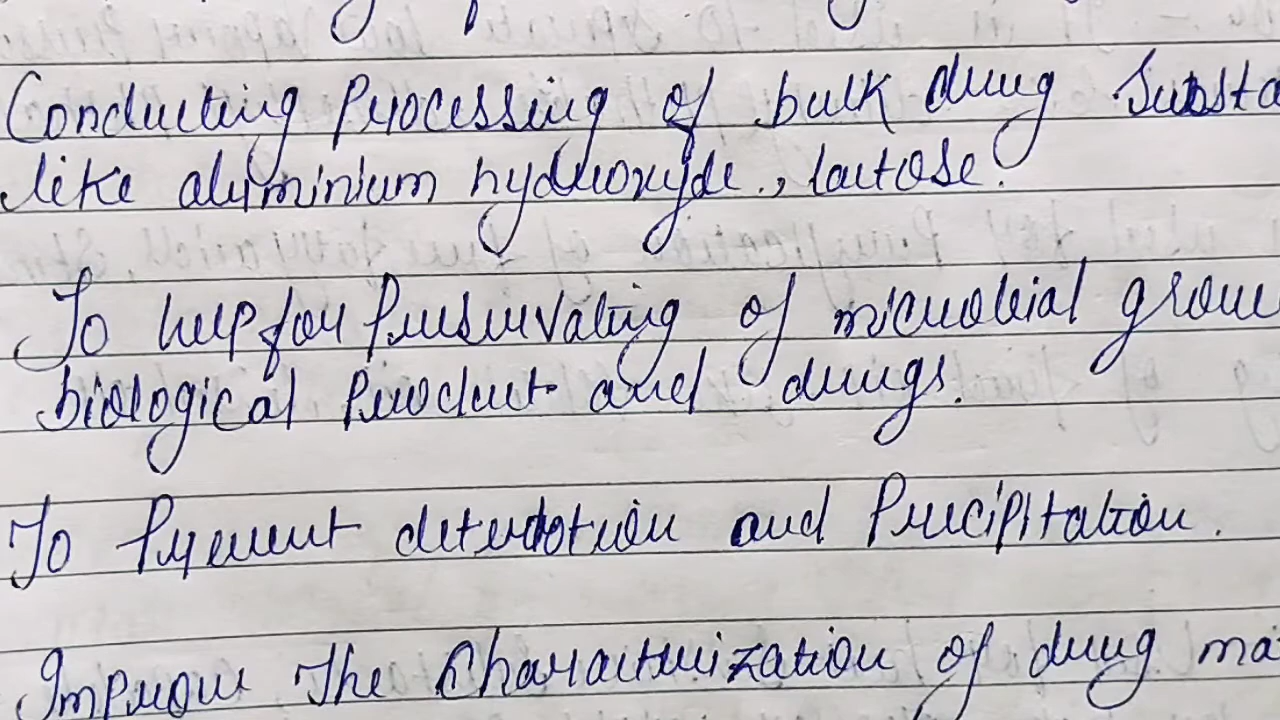 Conducting Processing of bulk drug Substa
like aluminium hydroxyde, lactose.
To help for Preservating of microbial grow
biological Product and drugs.
To Prevent and Precipitation.
Improve The Characterization of drug ma